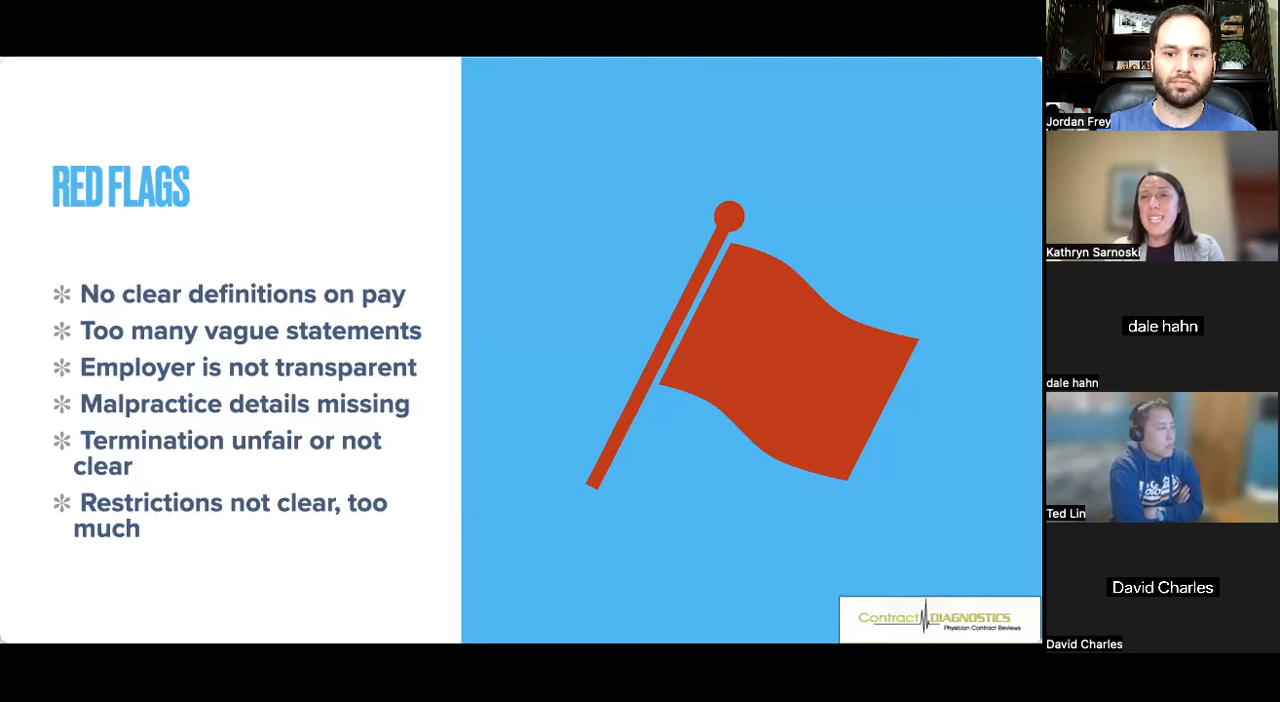 RED FLAGS
✼ No clear definitions on pay
✼ Too many vague statements
✼ Employer is not transparent
✼ Malpractice details missing
✼ Termination unfair or not
clear
✼ Restrictions not clear, too
much
Contract DIAGNOSTICS
Physician Contract Reviews
Jordan Frey
Kathryn Sarnoski
dale hahn
dale hahn
Ted Lin
David Charles
David Charles